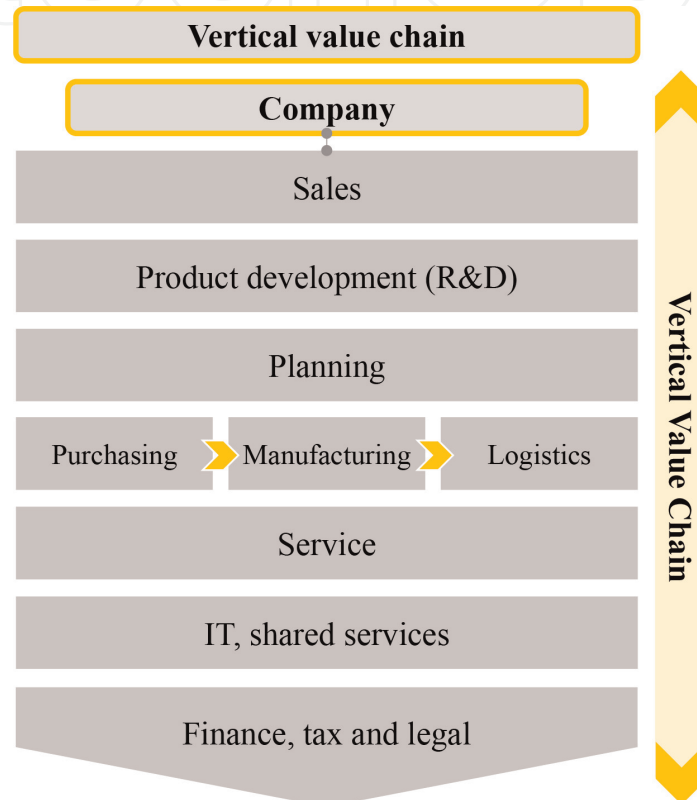 Vertical value chain
Company
Sales
Product development (R&D)
Planning
Purchasing
Manufacturing
Logistics
Service
IT, shared services
Finance, tax and legal
Vertical Value Chain